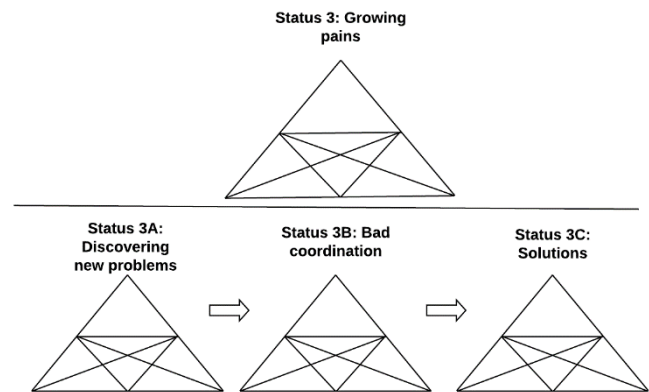 Status 3: Growing
pains
Status 3A:
Discovering
new problems
Status 3B: Bad
coordination
Status 3C:
Solutions